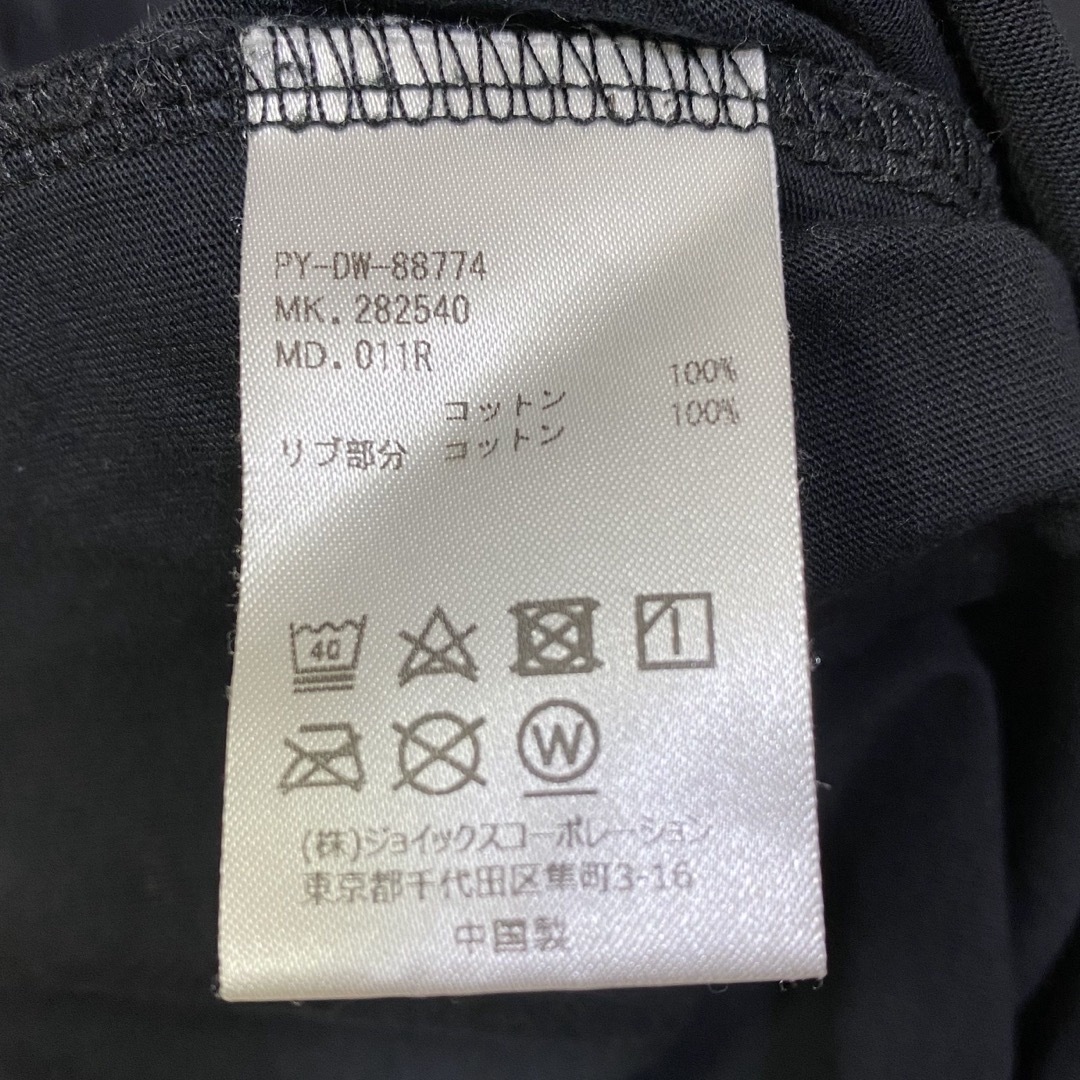 PY-DW-88774
MK. 282540
MD. 011R
コットン 100%
リブ部分 コットン 100%
40
W
(株)ジョイックスコーポレーション
東京都千代田区隼町3-16
中国製